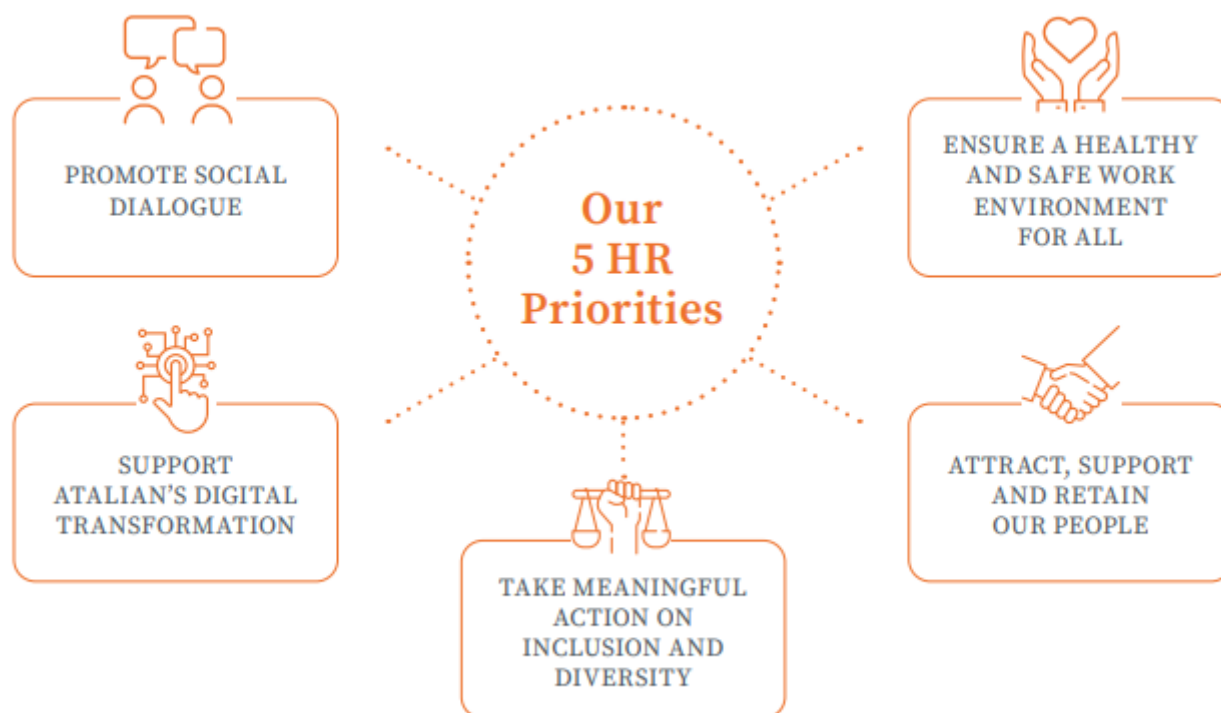 Our
5 HR
Priorities
PROMOTE SOCIAL
DIALOGUE
ENSURE A HEALTHY
AND SAFE WORK
ENVIRONMENT
FOR ALL
SUPPORT
ATALIAN’S DIGITAL
TRANSFORMATION
ATTRACT, SUPPORT
AND RETAIN
OUR PEOPLE
TAKE MEANINGFUL
ACTION ON
INCLUSION AND
DIVERSITY